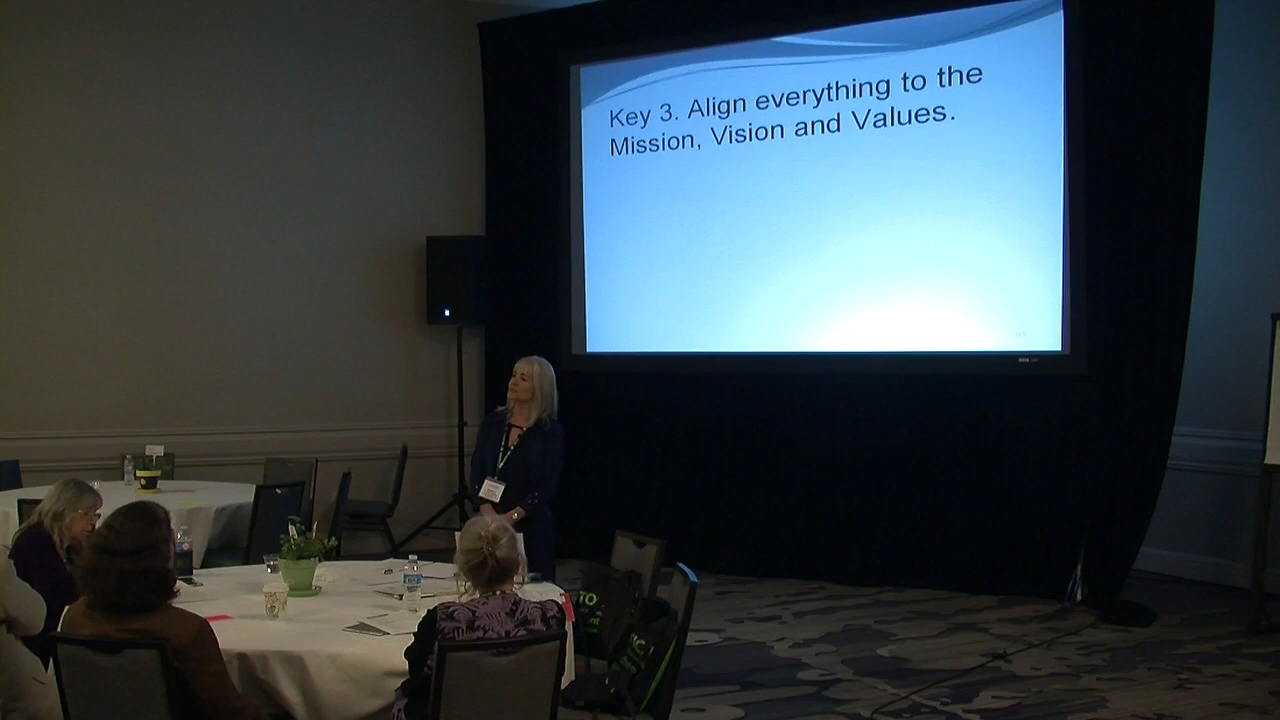 Key 3. Align everything to the
Mission, Vision and Values.